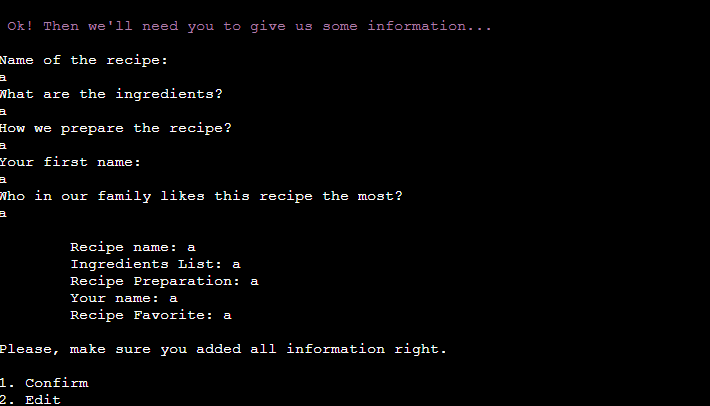 Ok! Then we'll need you to give us some information...
Name of the recipe:
a
What are the ingredients?
a
How we prepare the recipe?
a
Your first name:
a
Who in our family likes this recipe the most?
a
Recipe name: a
Ingredients List: a
Recipe Preparation: a
Your name: a
Recipe Favorite: a
Please, make sure you added all information right.
1. Confirm
2. Edit